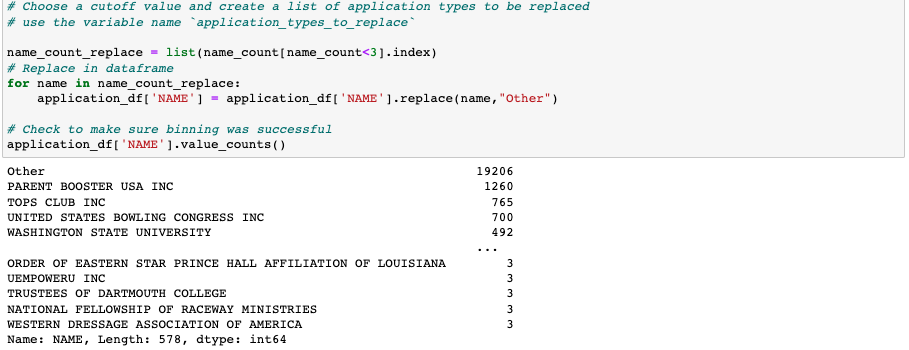 # Choose a cutoff value and create a list of application types to be replaced
# use the variable name `application_types_to_replace`
name_count_replace = list(name_count[name_count<3].index)
# Replace in dataframe
for name in name_count_replace:
    application_df['NAME'] = application_df['NAME'].replace(name,"Other")
# Check to make sure binning was successful
application_df['NAME'].value_counts()
Other 19206
PARENT BOOSTER USA INC 1260
TOPS CLUB INC 765
UNITED STATES BOWLING CONGRESS INC 700
WASHINGTON STATE UNIVERSITY 492
...
ORDER OF EASTERN STAR PRINCE HALL AFFILIATION OF LOUISIANA 3
UEMPOWERU INC 3
TRUSTEES OF DARTMOUTH COLLEGE 3
NATIONAL FELLOWSHIP OF RACEWAY MINISTRIES 3
WESTERN DRESSAGE ASSOCIATION OF AMERICA 3
Name: NAME, Length: 578, dtype: int64